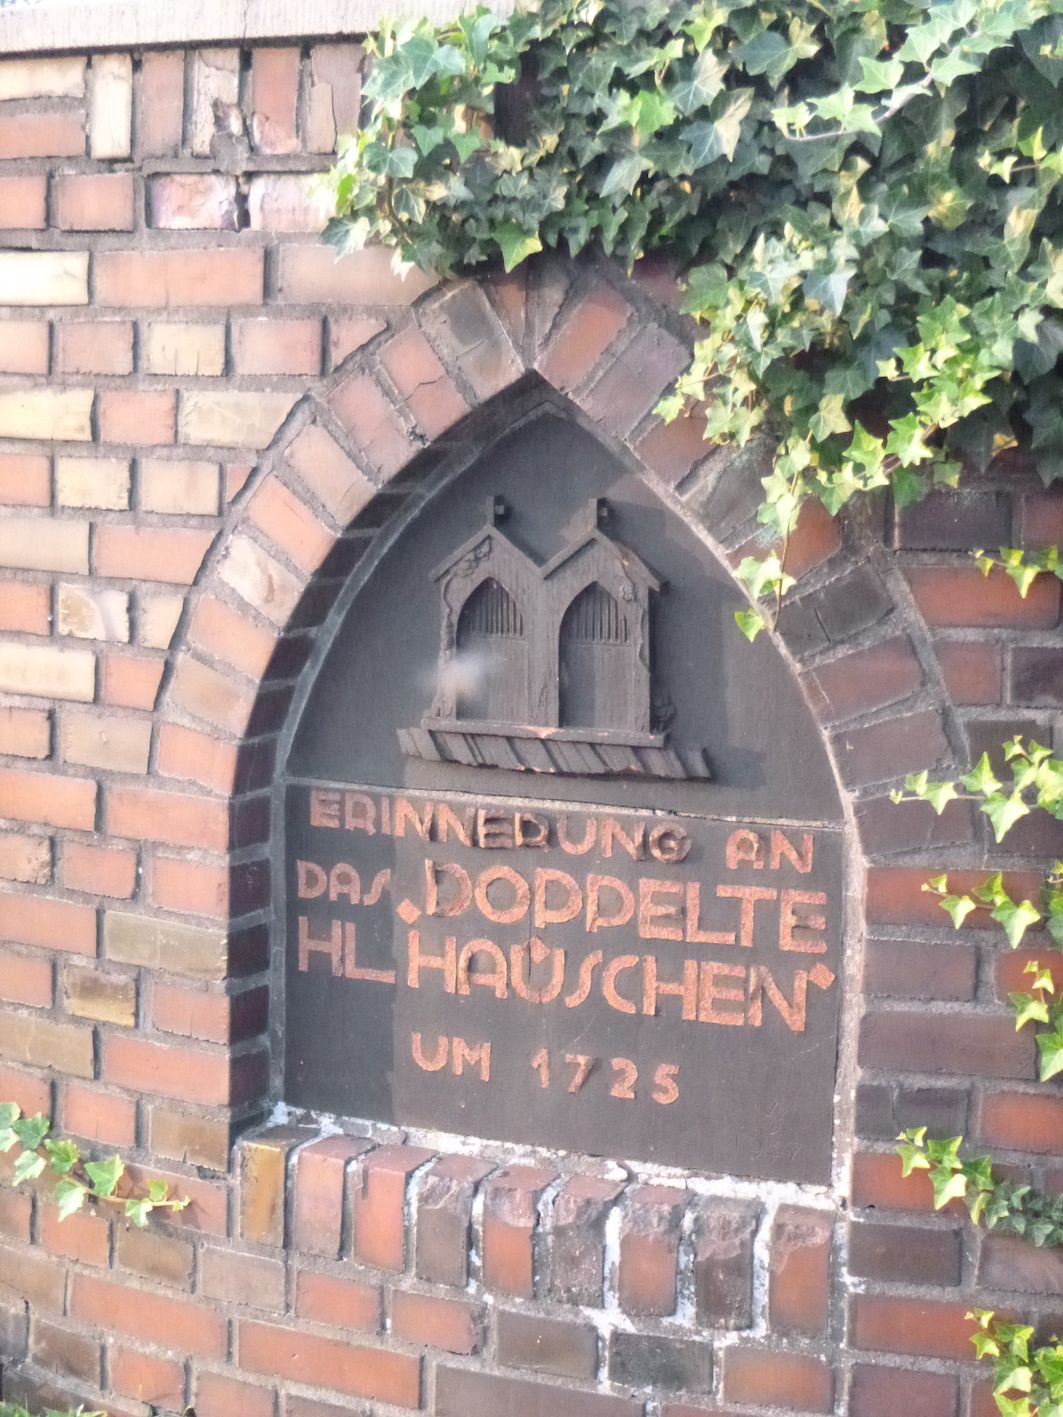 ERINNERUNG AN
DAS DOPPELTE
HL. HÄUSCHEN
UM 1725